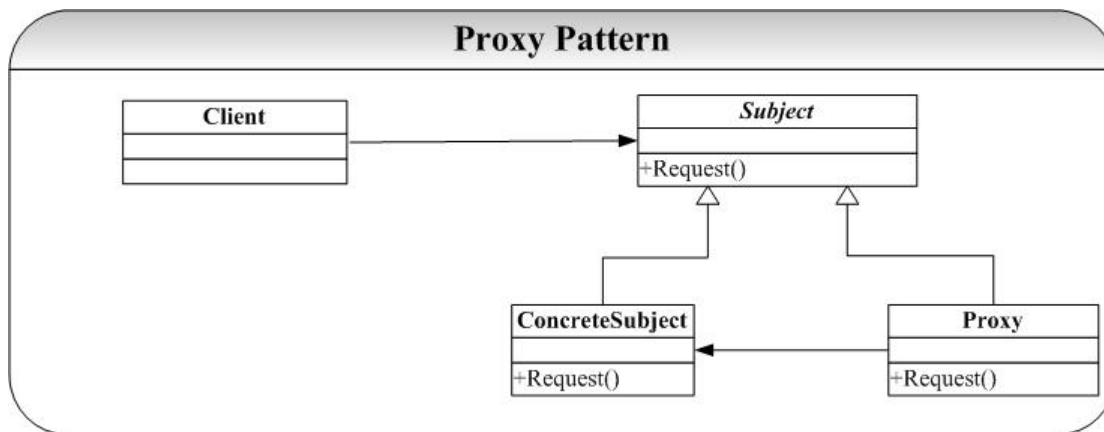 Proxy Pattern
Client
Subject
+Request()
ConcreteSubject
+Request()
Proxy
+Request()